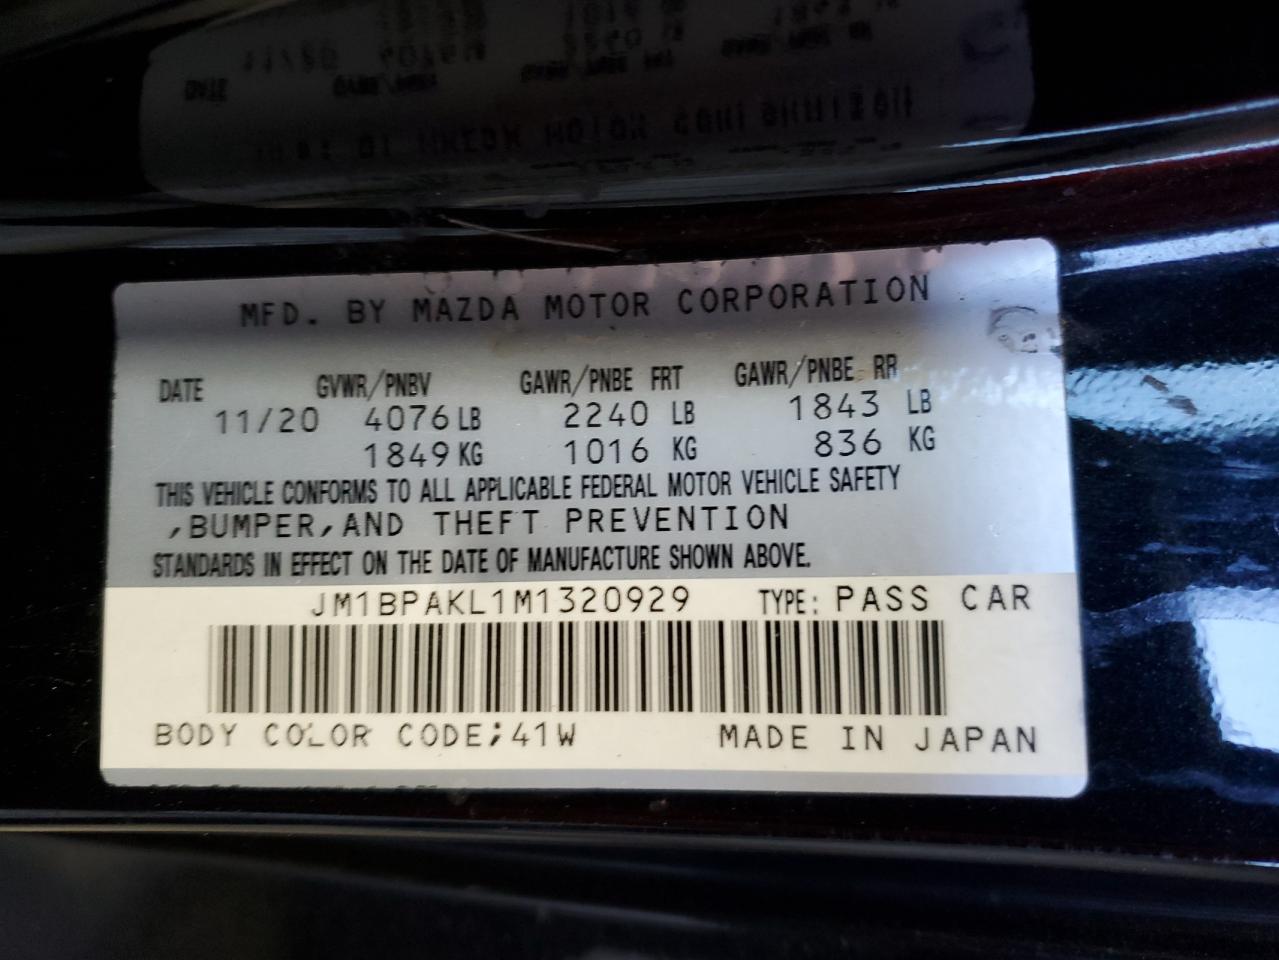 MFD. BY MAZDA MOTOR CORPORATION
DATE GVWR/PNBV GAWR/PNBE FRT GAWR/PNBE RR
11/20 4076 LB 2240 LB 1843 LB
1849 KG 1016 KG 836 KG
THIS VEHICLE CONFORMS TO ALL APPLICABLE FEDERAL MOTOR VEHICLE SAFETY
,BUMPER,AND THEFT PREVENTION
STANDARDS IN EFFECT ON THE DATE OF MANUFACTURE SHOWN ABOVE.
JM1BPAKL1M1320929 TYPE: PASS CAR
BODY COLOR CODE;41W MADE IN JAPAN